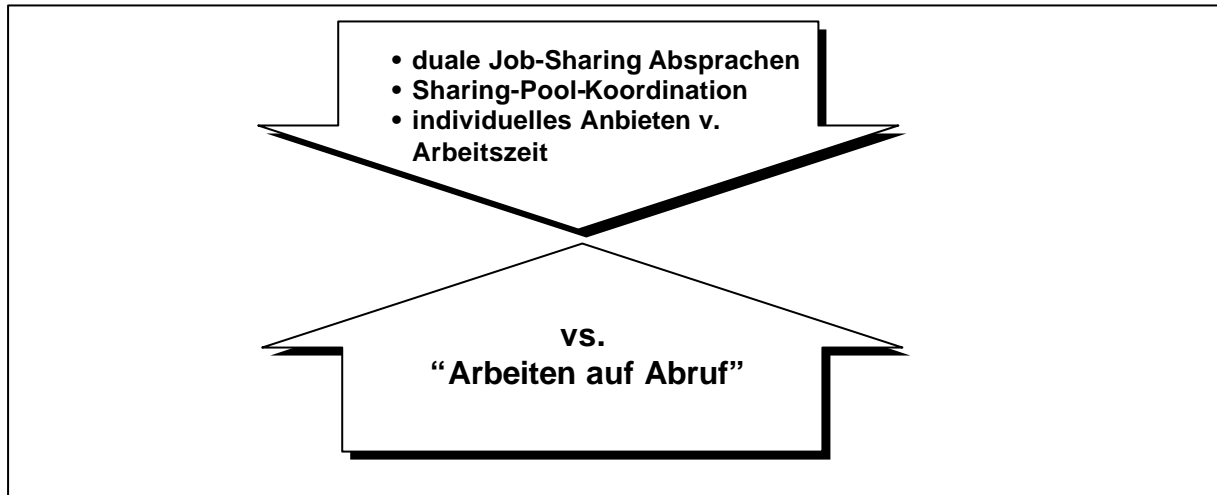 • duale Job-Sharing Absprachen
• Sharing-Pool-Koordination
• individuelles Anbieten v.
Arbeitszeit
vs.
“Arbeiten auf Abruf”